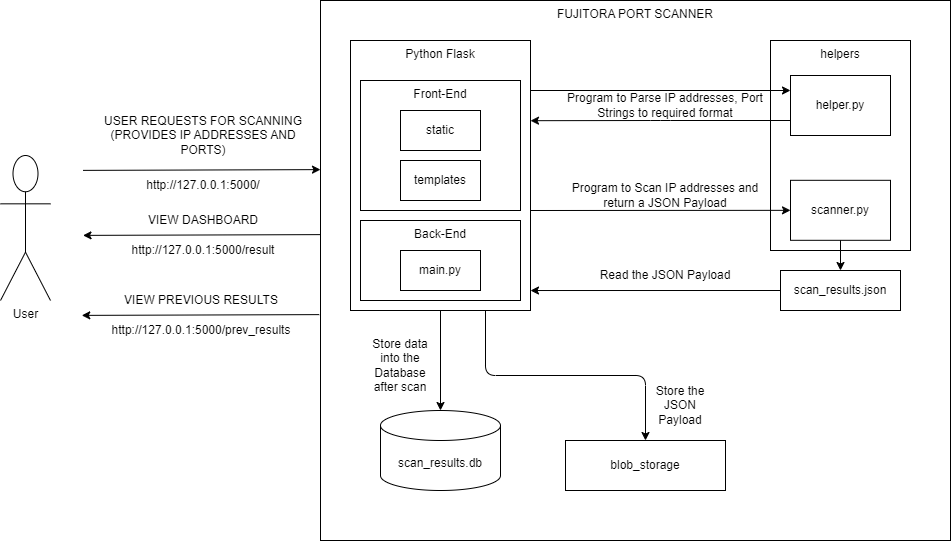 FUJITORA PORT SCANNER
Python Flask
Front-End
static
templates
Back-End
main.py
helpers
helper.py
scanner.py
scan_results.json
Program to Parse IP addresses, Port
Strings to required format
Program to Scan IP addresses and
return a JSON Payload
Read the JSON Payload
USER REQUESTS FOR SCANNING
(PROVIDES IP ADDRESSES AND
PORTS)
http://127.0.0.1:5000/
VIEW DASHBOARD
http://127.0.0.1:5000/result
VIEW PREVIOUS RESULTS
http://127.0.0.1:5000/prev_results
User
Store data
into the
Database
after scan
scan_results.db
Store the
JSON
Payload
blob_storage